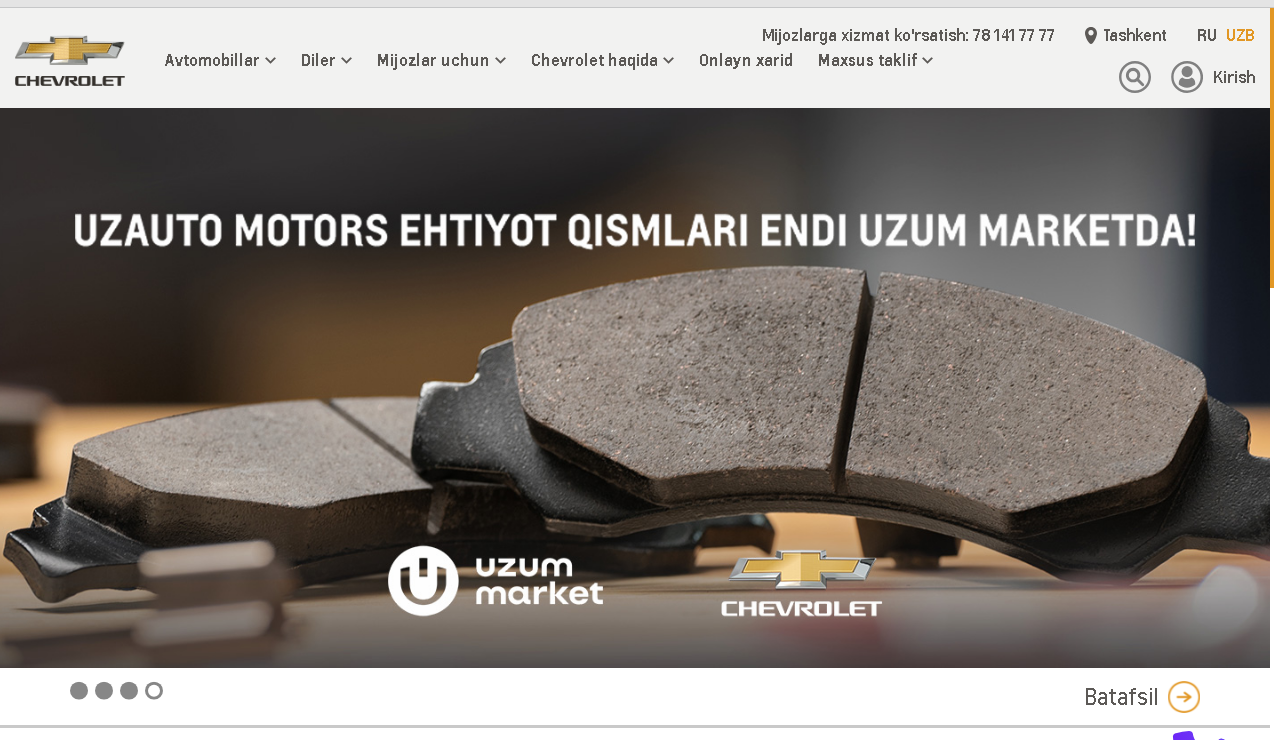 Mijozlarga xizmat ko'rsatish: 78 141 77 77
Tashkent
RU UZB
CHEVROLET
Avtomobillar
Diler
Mijozlar uchun
Chevrolet haqida
Onlayn xarid
Maxsus taklif
Kirish
UZAUTO MOTORS EHTIYOT QISMLARI ENDI UZUM MARKETDA!
uzum
market
CHEVROLET
Batafsil